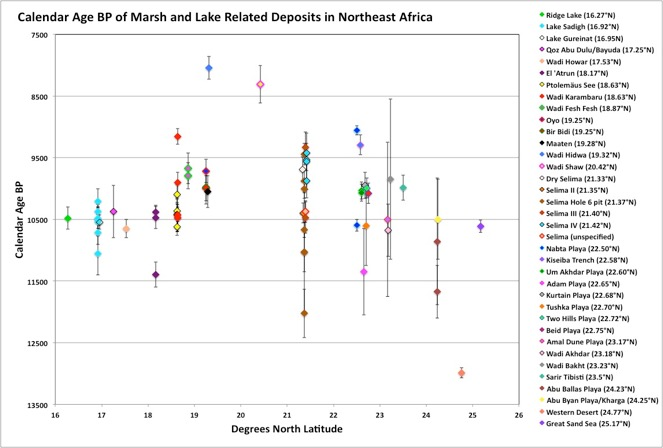 Calendar Age BP of Marsh and Lake Related Deposits in Northeast Africa
7500
8500
9500
10500
11500
12500
13500
Calendar Age BP
16 17 18 19 20 21 22 23 24 25 26
Degrees North Latitude
Ridge Lake (16.27°N)
Lake Sadigh (16.92°N)
Lake Gureinat (16.95N)
Qoz Abu Dulu/Bayuda (17.25°N)
Wadi Howar (17.53°N)
El 'Atrun (18.17°N)
Ptolemäus See (18.63°N)
Wadi Karambaru (18.63°N)
Wadi Fesh Fesh (18.87°N)
Oyo (19.25°N)
Bir Bidi (19.25°N)
Maaten (19.28°N)
Wadi Hidwa (19.32°N)
Wadi Shaw (20.42°N)
Dry Selima (21.33°N)
Selima II (21.35°N)
Selima Hole 6 pit (21.37°N)
Selima III (21.40°N)
Selima IV (21.42°N)
Selima (unspecified)
Nabta Playa (22.50°N)
Kiseiba Trench (22.58°N)
Um Akhdar Playa (22.60°N)
Adam Playa (22.65°N)
Kurtain Playa (22.68°N)
Tushka Playa (22.70°N)
Two Hills Playa (22.72°N)
Beid Playa (22.75°N)
Amal Dune Playa (23.17°N)
Wadi Akhdar (23.18°N)
Wadi Bakht (23.23°N)
Sarir Tibisti (23.5°N)
Abu Ballas Playa (24.23°N)
Abu Byan Playa/Kharga (24.25°N)
Western Desert (24.77°N)
Great Sand Sea (25.17°N)